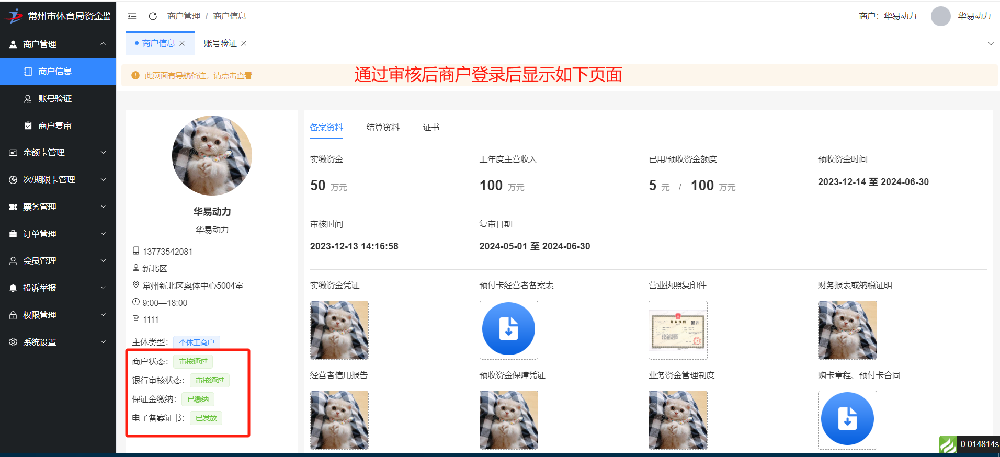 常州市体育局资金监
商户管理 / 商户信息
商户：华易动力
华易动力
商户管理
商户信息
账号验证
商户复审
余额卡管理
次/期限卡管理
票务管理
订单管理
会员管理
投诉举报
权限管理
系统设置
商户信息
账号验证
此页面有导航备注，请点击查看
通过审核后商户登录后显示如下页面
华易动力
华易动力
13773542081
新北区
常州新北区奥体中心5004室
9:00—18:00
1111
主体类型： 个体工商户
商户状态： 审核通过
银行审核状态： 审核通过
保证金缴纳： 已缴纳
电子备案证书： 已发放
备案资料 结算资料 证书
实缴资金 上年度主营收入 已用/预收资金额度 预收资金时间
50 万元 100 万元 5 元 / 100 万元 2023-12-14 至 2024-06-30
审核时间 复审日期
2023-12-13 14:16:58 2024-05-01 至 2024-06-30
实缴资金凭证 预付卡经营者备案表 营业执照复印件 财务报表或纳税证明
营业执照
经营者信用报告 预收资金保障凭证 业务资金管理制度 购卡章程、预付卡合同
0.014814s